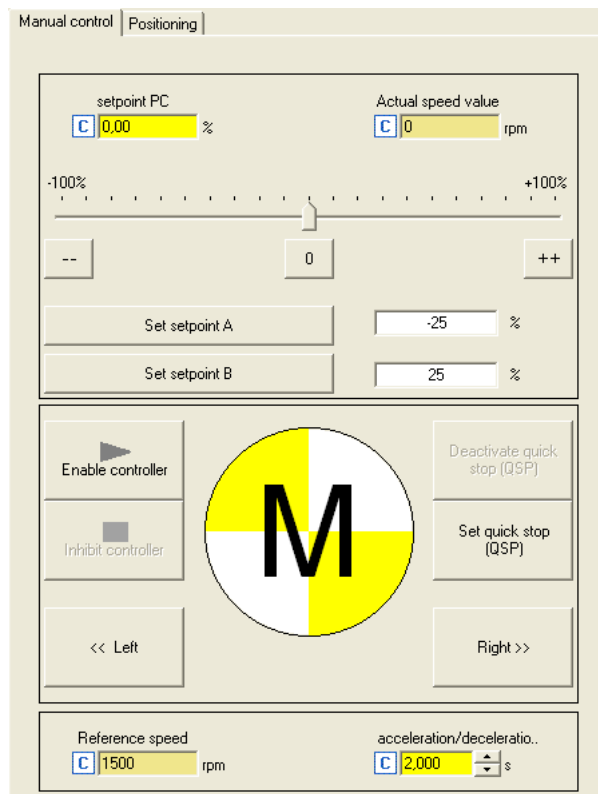 Manual control Positioning
setpoint PC Actual speed value
C 0,00 % C 0 rpm
-100% +100%
-- 0 ++
Set setpoint A -25 %
Set setpoint B 25 %
Enable controller
Deactivate quick
stop (QSP)
M
Inhibit controller
Set quick stop
(QSP)
<< Left Right >>
Reference speed acceleration/deceleratio..
C 1500 rpm C 2,000 s